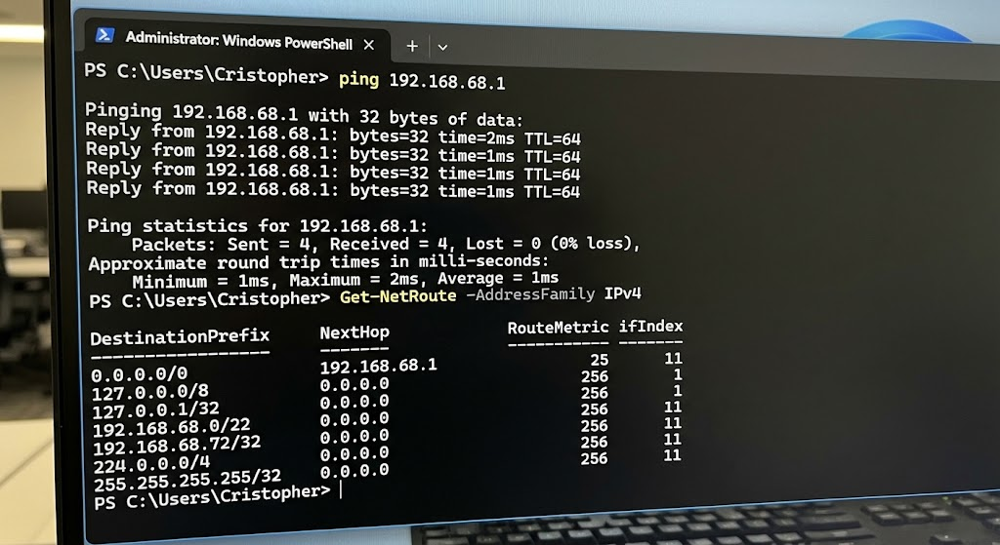 Administrator: Windows PowerShell
PS C:\Users\Cristopher> ping 192.168.68.1
Pinging 192.168.68.1 with 32 bytes of data:
Reply from 192.168.68.1: bytes=32 time=2ms TTL=64
Reply from 192.168.68.1: bytes=32 time=1ms TTL=64
Reply from 192.168.68.1: bytes=32 time=1ms TTL=64
Reply from 192.168.68.1: bytes=32 time=1ms TTL=64
Ping statistics for 192.168.68.1:
Packets: Sent = 4, Received = 4, Lost = 0 (0% loss),
Approximate round trip times in milli-seconds:
Minimum = 1ms, Maximum = 2ms, Average = 1ms
PS C:\Users\Cristopher> Get-NetRoute -AddressFamily IPv4
DestinationPrefix NextHop RouteMetric ifIndex
----------------- ------- ----------- -------
0.0.0.0/0 192.168.68.1 25 11
127.0.0.0/8 0.0.0.0 256 1
127.0.0.1/32 0.0.0.0 256 1
192.168.68.0/22 0.0.0.0 256 11
192.168.68.72/32 0.0.0.0 256 11
224.0.0.0/4 0.0.0.0 256 11
255.255.255.255/32 0.0.0.0 256 11
PS C:\Users\Cristopher>